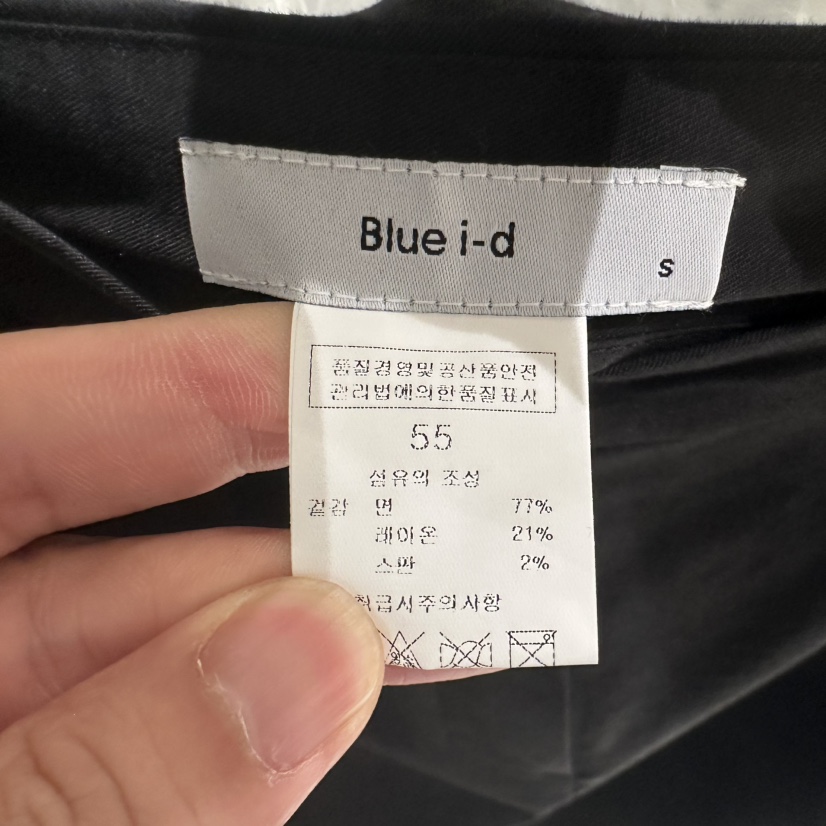 Blue i-d
S
품질경영및공산품안전
관리법에의한품질표시
55
섬유의 조성
겉감 면 77%
레이온 21%
스판 2%
취급시주의사항